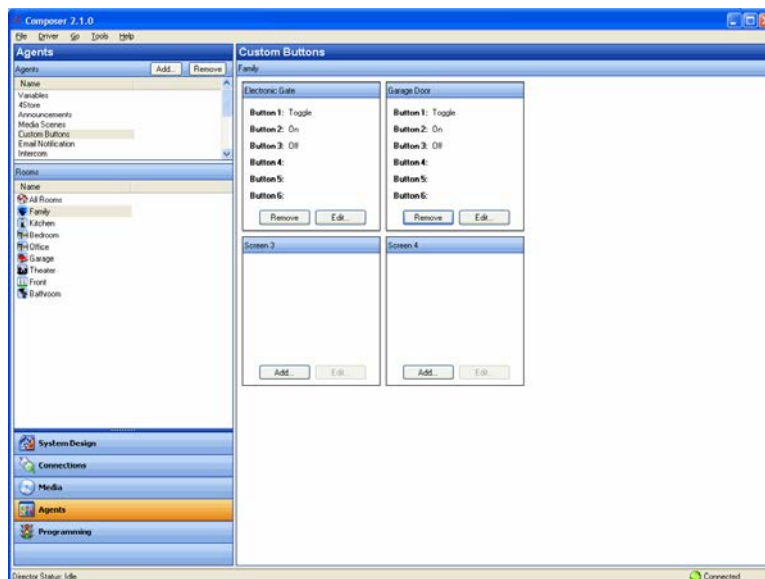 Composer 2.1.0
File Driver Go Tools Help
Agents
Agents Add... Remove
Name
Variables
4Store
Announcements
Media Scenes
Custom Buttons
Email Notification
Intercom
Rooms
Name
All Rooms
Family
Kitchen
Bedroom
Office
Garage
Theater
Front
Bathroom
System Design
Connections
Media
Agents
Programming
Custom Buttons
Family
Electronic Gate
Button 1: Toggle
Button 2: On
Button 3: Off
Button 4:
Button 5:
Button 6:
Remove Edit...
Garage Door
Button 1: Toggle
Button 2: On
Button 3: Off
Button 4:
Button 5:
Button 6:
Remove Edit...
Screen 3
Add... Edit...
Screen 4
Add... Edit...
Director Status: Idle Connected